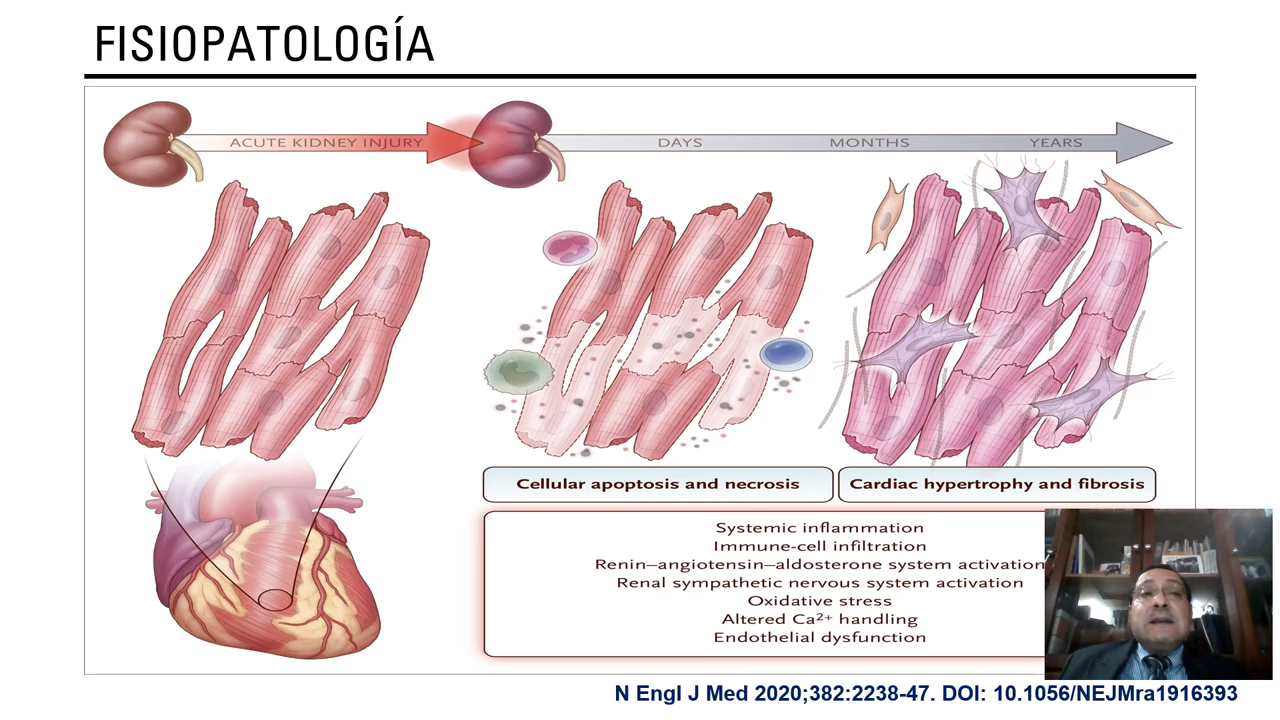 FISIOPATOLOGÍA
ACUTE KIDNEY INJURY
DAYS
MONTHS
YEARS
Cellular apoptosis and necrosis
Cardiac hypertrophy and fibrosis
Systemic inflammation
Immune-cell infiltration
Renin–angiotensin–aldosterone system activation
Renal sympathetic nervous system activation
Oxidative stress
Altered Ca²⁺ handling
Endothelial dysfunction
N Engl J Med 2020;382:2238-47. DOI: 10.1056/NEJMra1916393